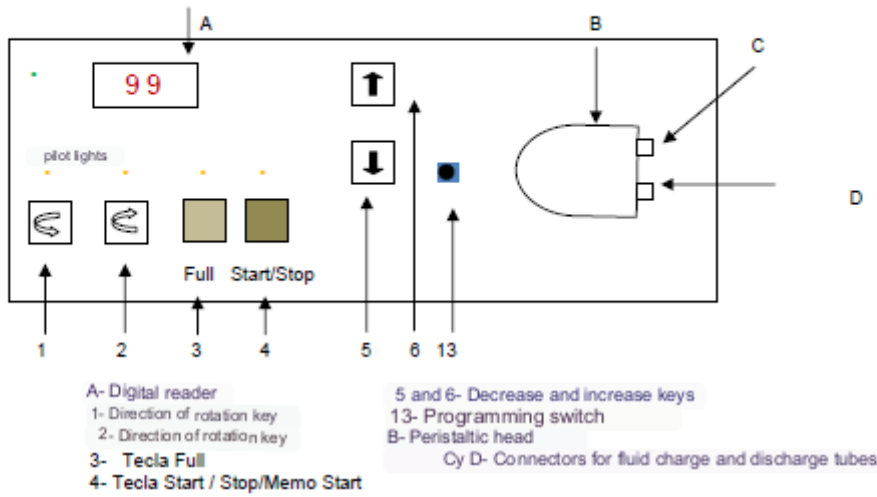 A
B
C
99
pilot lights
D
Full Start/Stop
1 2 3 4 5 6 13
A- Digital reader
1- Direction of rotation key
2- Direction of rotation key
3- Tecla Full
4- Tecla Start / Stop/Memo Start
5 and 6- Decrease and increase keys
13- Programming switch
B- Peristaltic head
Cy D- Connectors for fluid charge and discharge tubes